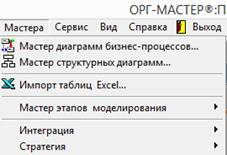 ОРГ-МАСТЕР®:П
Мастера Сервис Вид Справка Выход
Мастер диаграмм бизнес-процессов...
Мастер структурных диаграмм...
Импорт таблиц Excel...
Мастер этапов моделирования
Интеграция
Стратегия